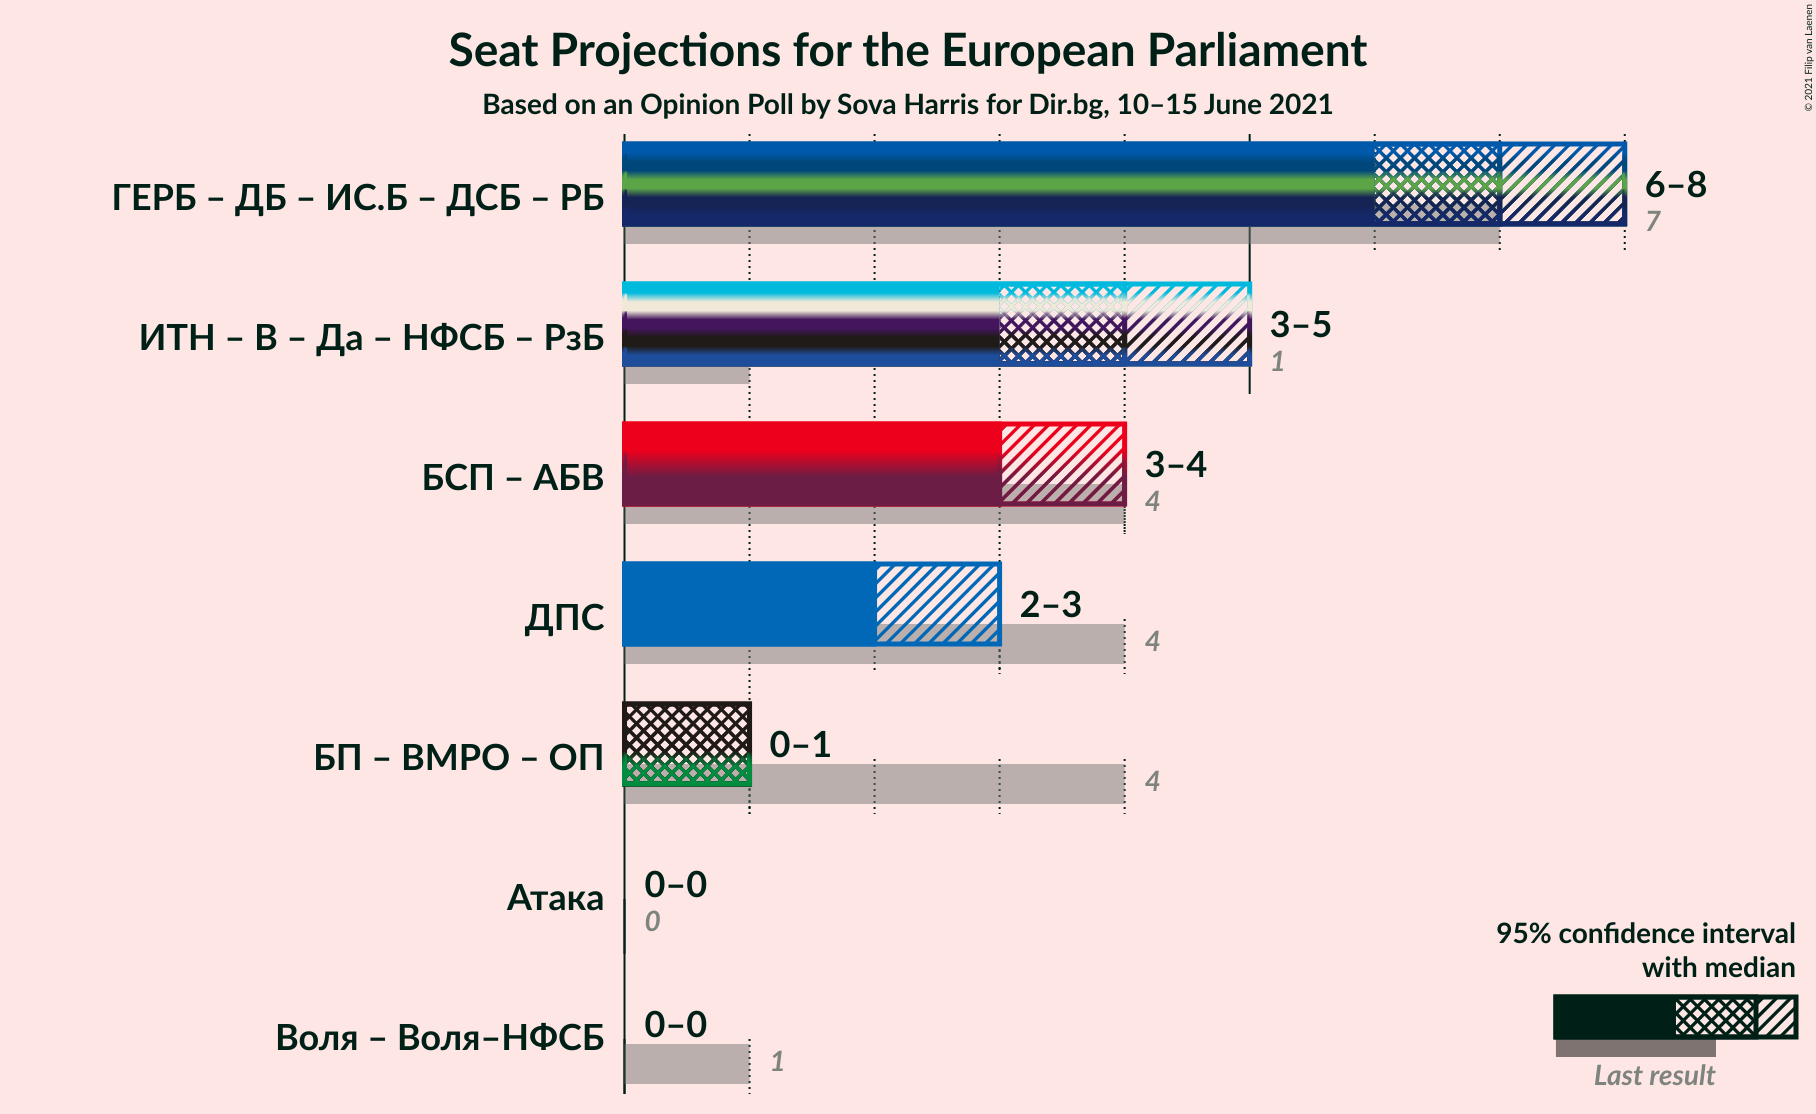 Seat Projections for the European Parliament
Based on an Opinion Poll by Sova Harris for Dir.bg, 10–15 June 2021
© 2021 Filip van Laenen
ГЕРБ – ДБ – ИС.Б – ДСБ – РБ
6–8
7
ИТН – В – Да – НФСБ – РзБ
3–5
1
БСП – АБВ
3–4
4
ДПС
2–3
4
БП – ВМРО – ОП
0–1
4
Атака
0–0
0
Воля – Воля–НФСБ
0–0
1
95% confidence interval
with median
Last result